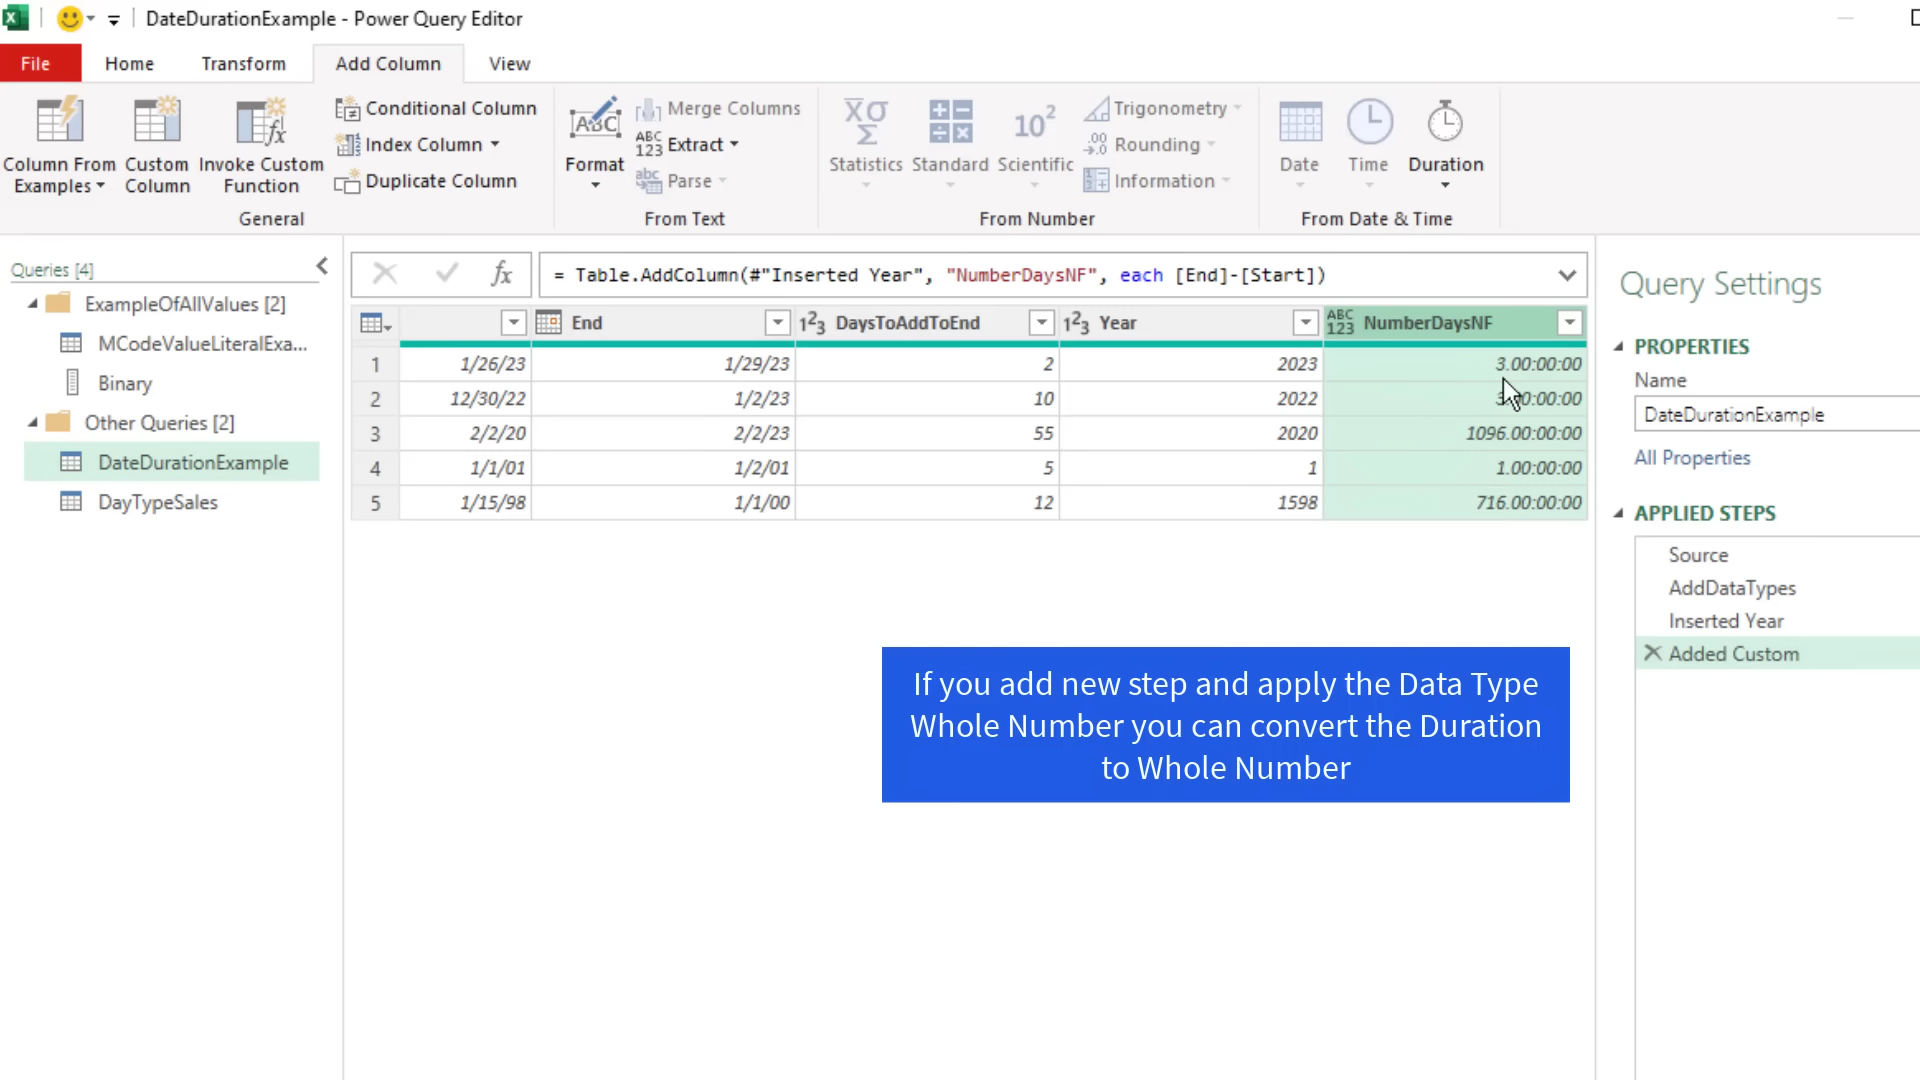 DateDurationExample - Power Query Editor
File Home Transform Add Column View
Column From Examples
Custom Column
Invoke Custom Function
Conditional Column
Index Column
Duplicate Column
General
Format
Merge Columns
Extract
Parse
From Text
Statistics
Standard
Scientific
Trigonometry
Rounding
Information
From Number
Date
Time
Duration
From Date & Time
Queries [4]
ExampleOfAllValues [2]
MCodeValueLiteralExa...
Binary
Other Queries [2]
DateDurationExample
DayTypeSales
= Table.AddColumn(#"Inserted Year", "NumberDaysNF", each [End]-[Start])
End DaysToAddToEnd Year NumberDaysNF
1 1/26/23 1/29/23 2 2023 3.00:00:00
2 12/30/22 1/2/23 10 2022 3.00:00:00
3 2/2/20 2/2/23 55 2020 1096.00:00:00
4 1/1/01 1/2/01 5 1 1.00:00:00
5 1/15/98 1/1/00 12 1598 716.00:00:00
If you add new step and apply the Data Type
Whole Number you can convert the Duration
to Whole Number
Query Settings
PROPERTIES
Name
DateDurationExample
All Properties
APPLIED STEPS
Source
AddDataTypes
Inserted Year
Added Custom